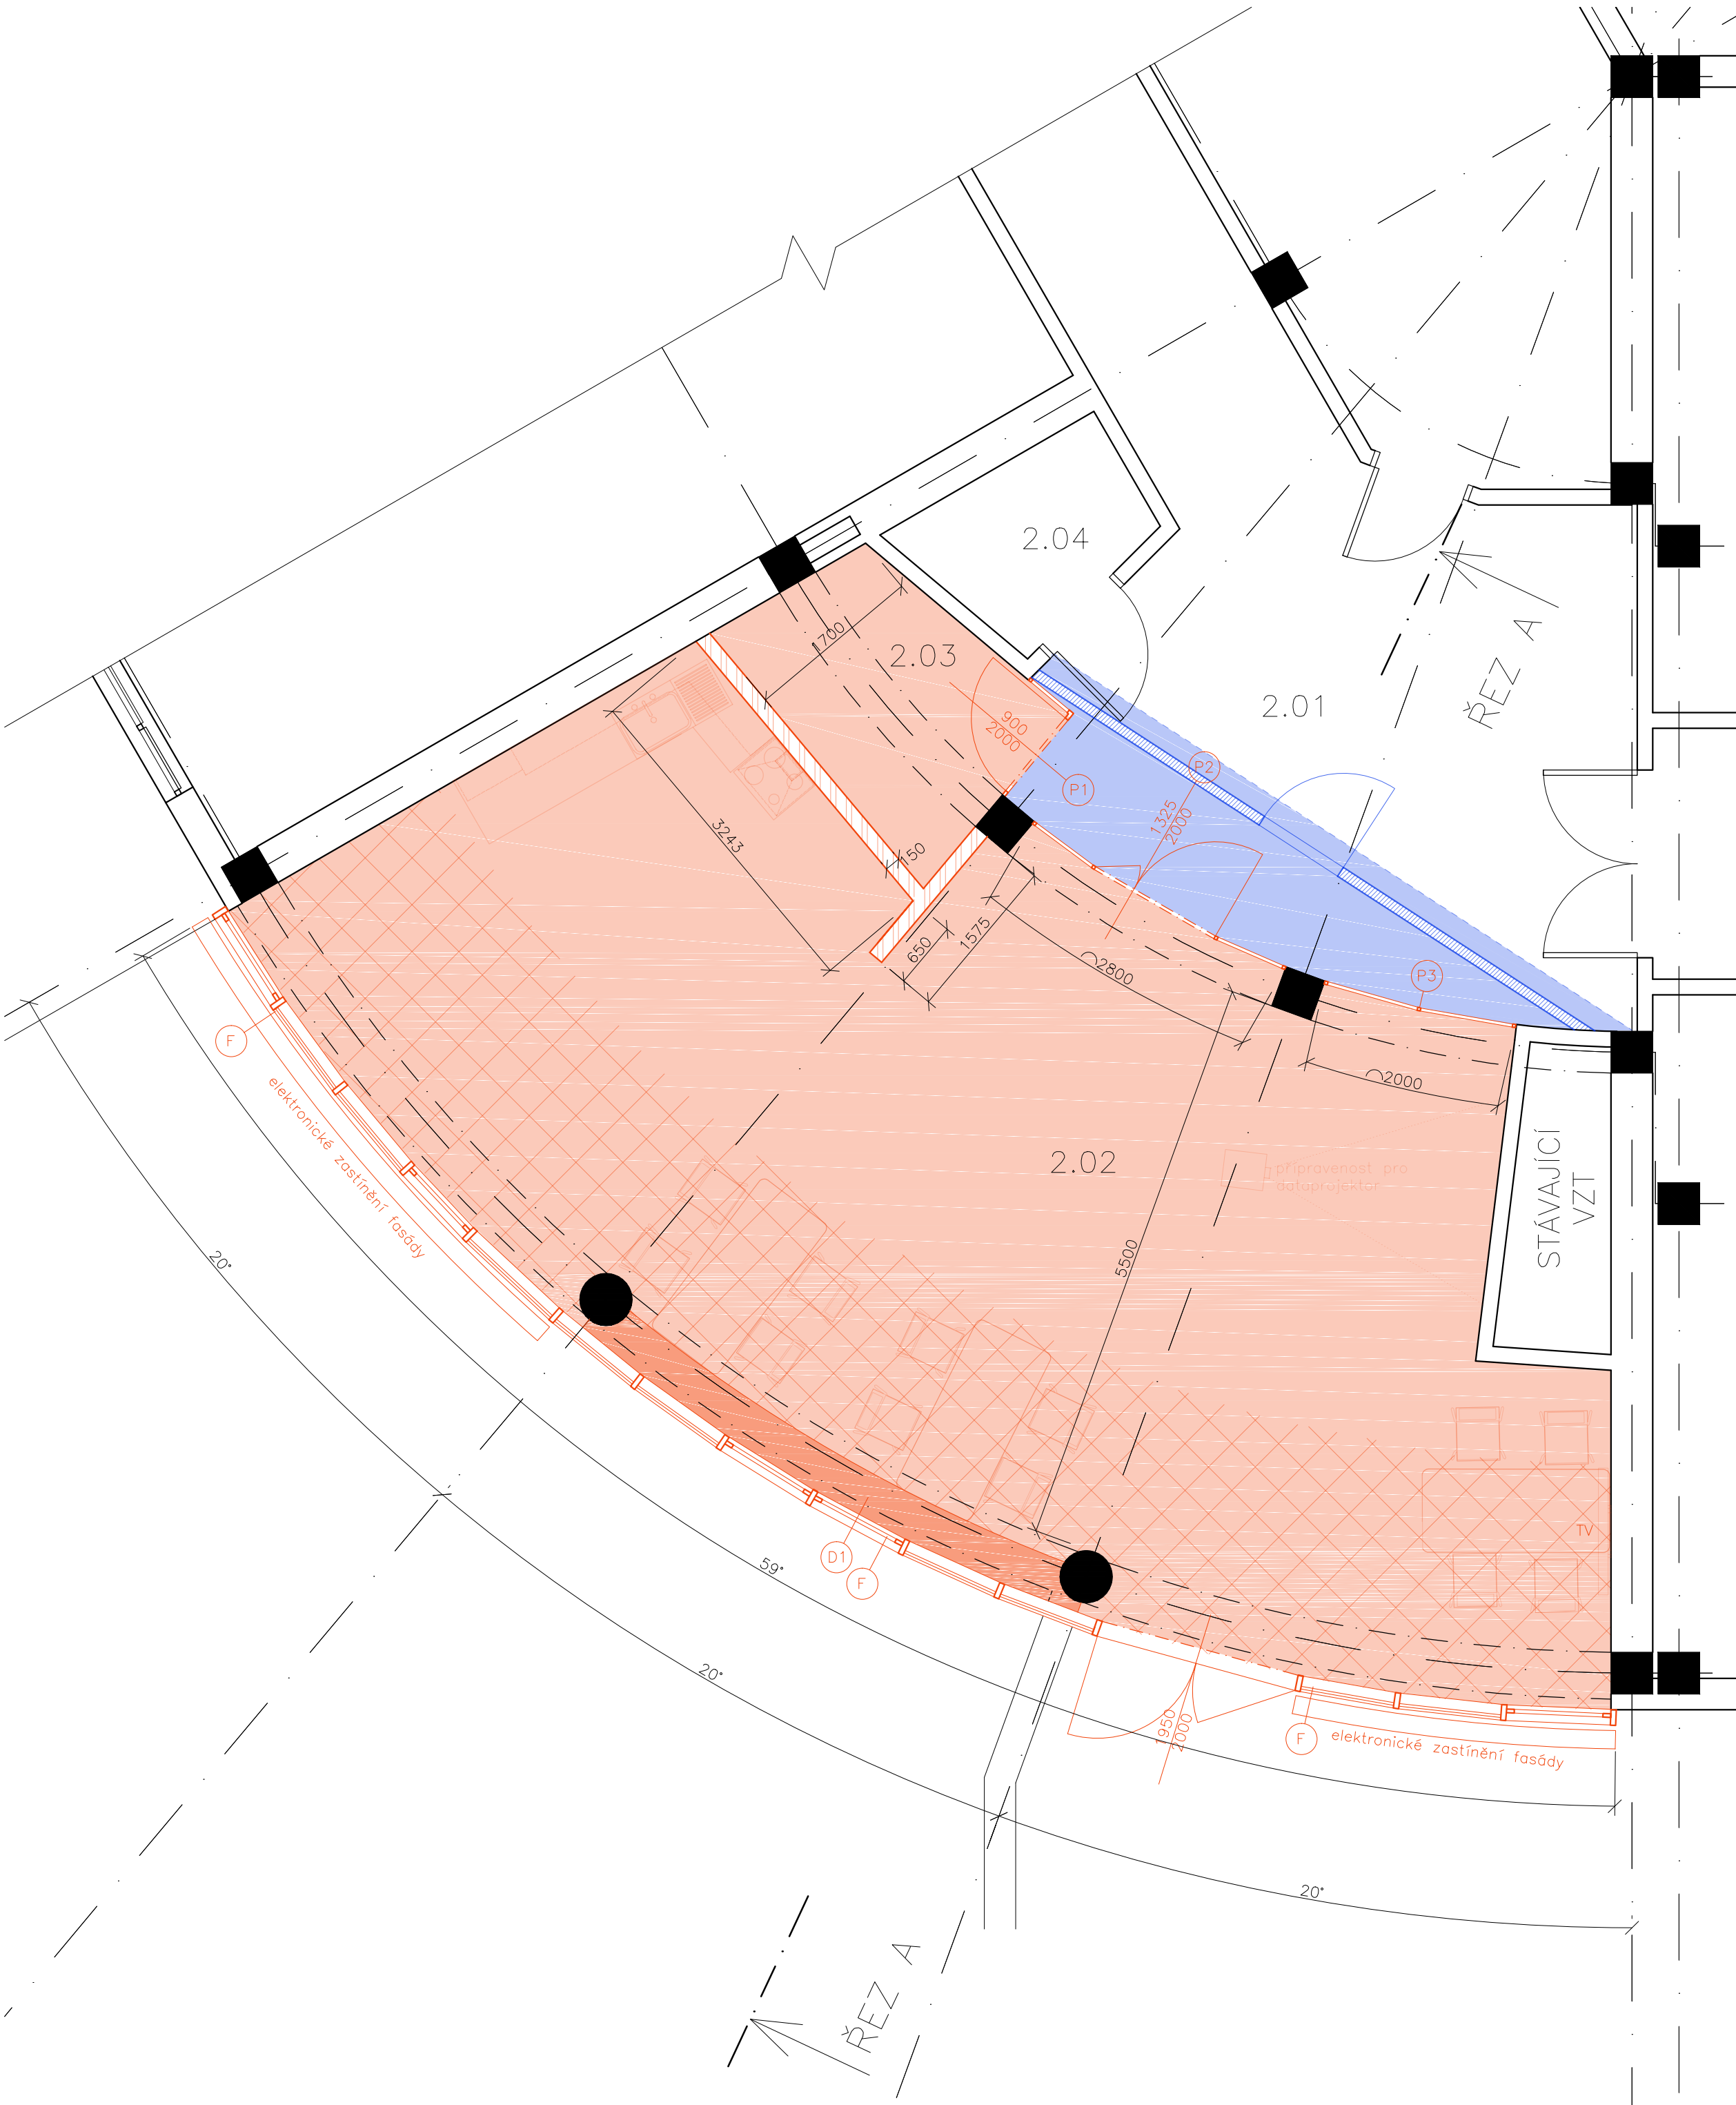 2.04
1700
2.03
900
2000
P1
P2
1325
2000
2.01
ŘEZ A
3243
150
650
1575
2800
P3
2000
F
elektronické zastínění fasády
2.02
připravenost pro
dataprojektor
STÁVAJÍCÍ
VZT
5500
20°
59°
D1
F
TV
20°
1950
2000
F
elektronické zastínění fasády
20°
ŘEZ A